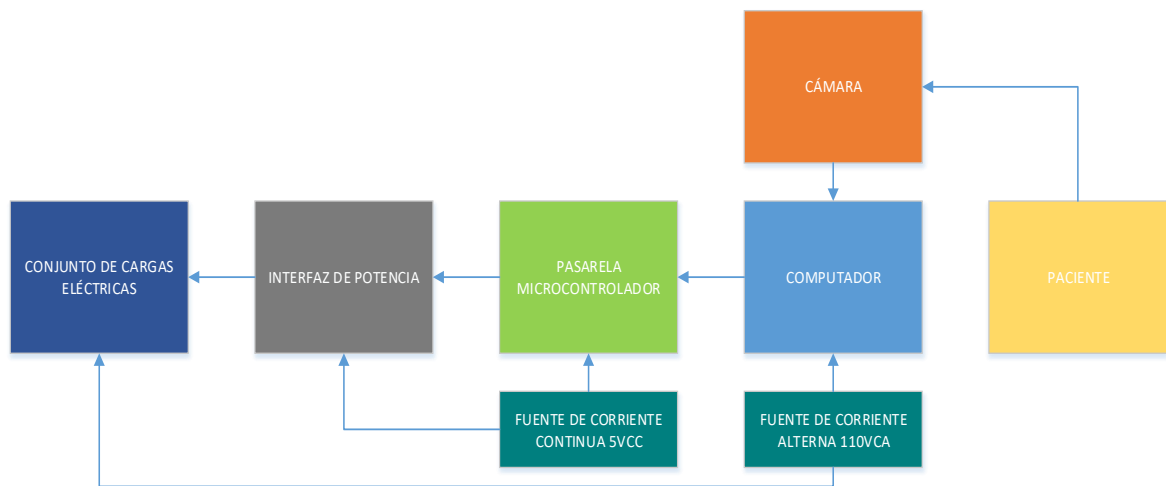 CÁMARA
CONJUNTO DE CARGAS
ELÉCTRICAS
INTERFAZ DE POTENCIA
PASARELA
MICROCONTROLADOR
COMPUTADOR
PACIENTE
FUENTE DE CORRIENTE
CONTINUA 5VCC
FUENTE DE CORRIENTE
ALTERNA 110VCA